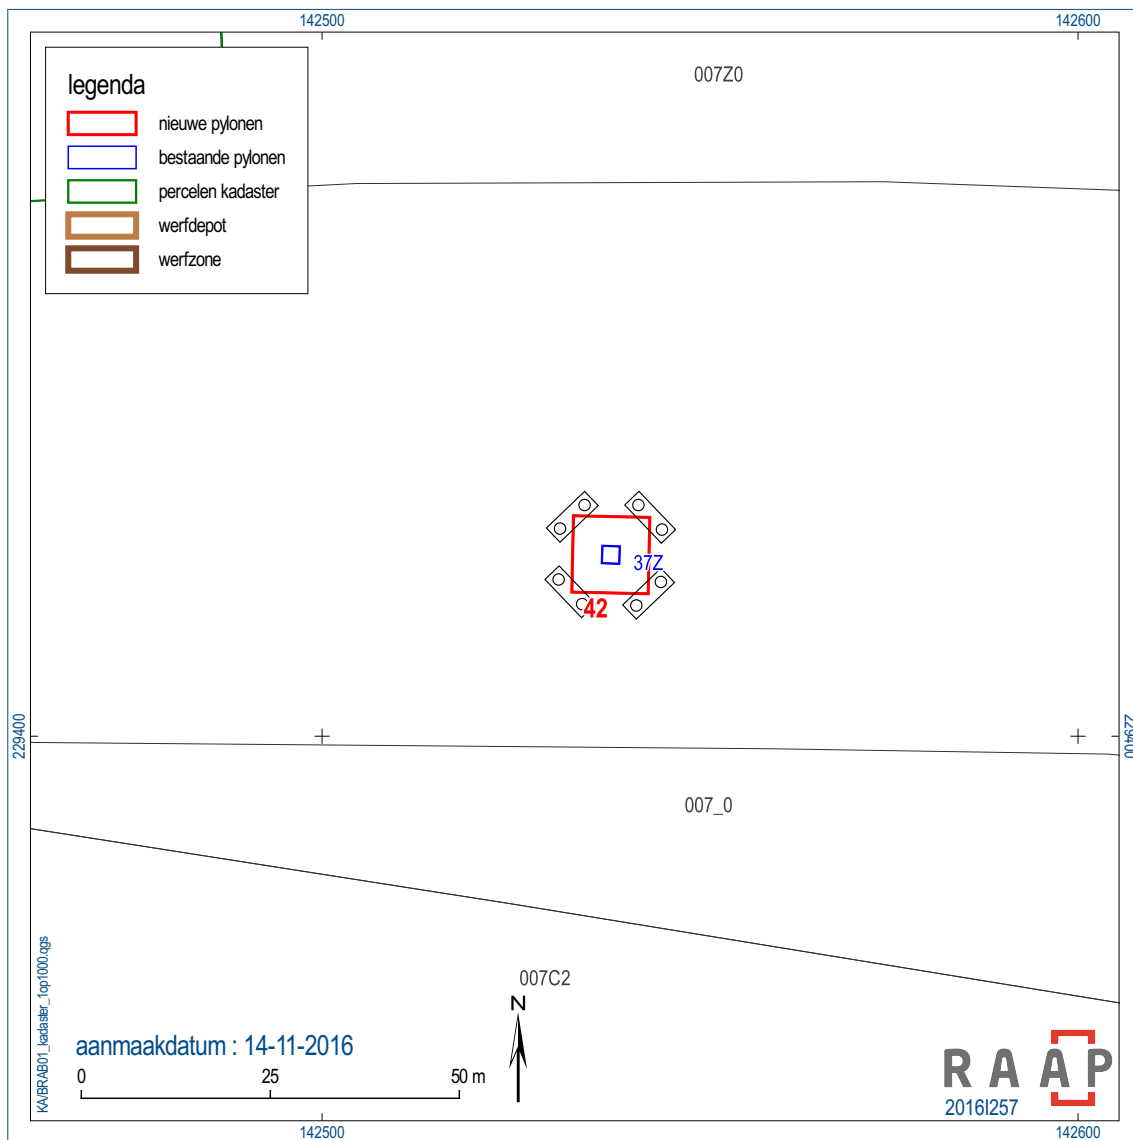 142500
142600
legenda
nieuwe pylonen
bestaande pylonen
percelen kadaster
werfdepot
werfzone
007Z0
37Z
42
229400
229400
007_0
007C2
N
KA/BRAB01_kadaster_1op1000.qgs
aanmaakdatum : 14-11-2016
0
25
50 m
RAAP
2016I257
142500
142600